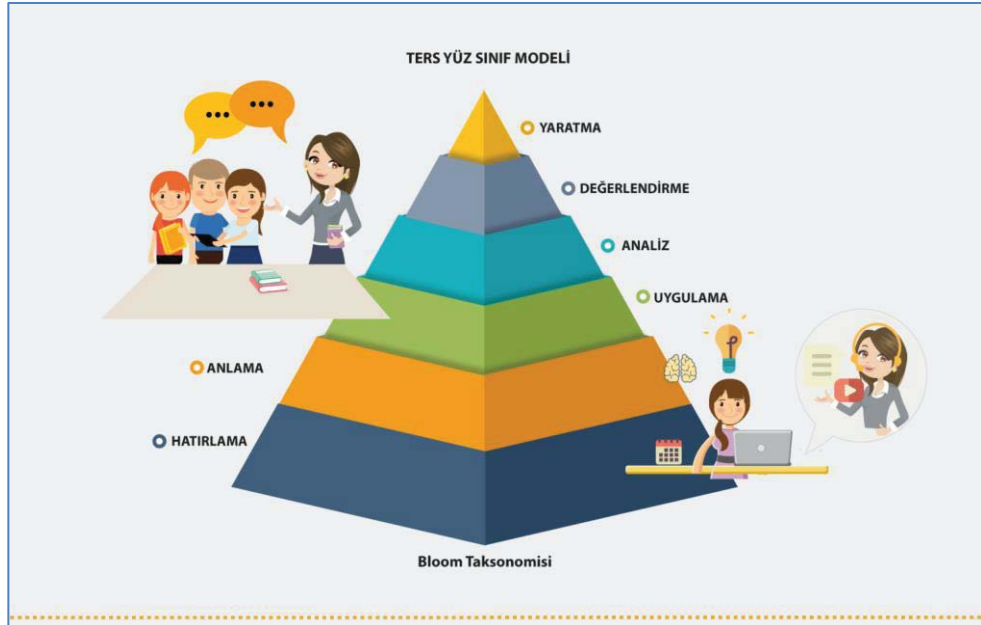 TERS YÜZ SINIF MODELİ
YARATMA
DEĞERLENDİRME
ANALİZ
UYGULAMA
ANLAMA
HATIRLAMA
Bloom Taksonomisi